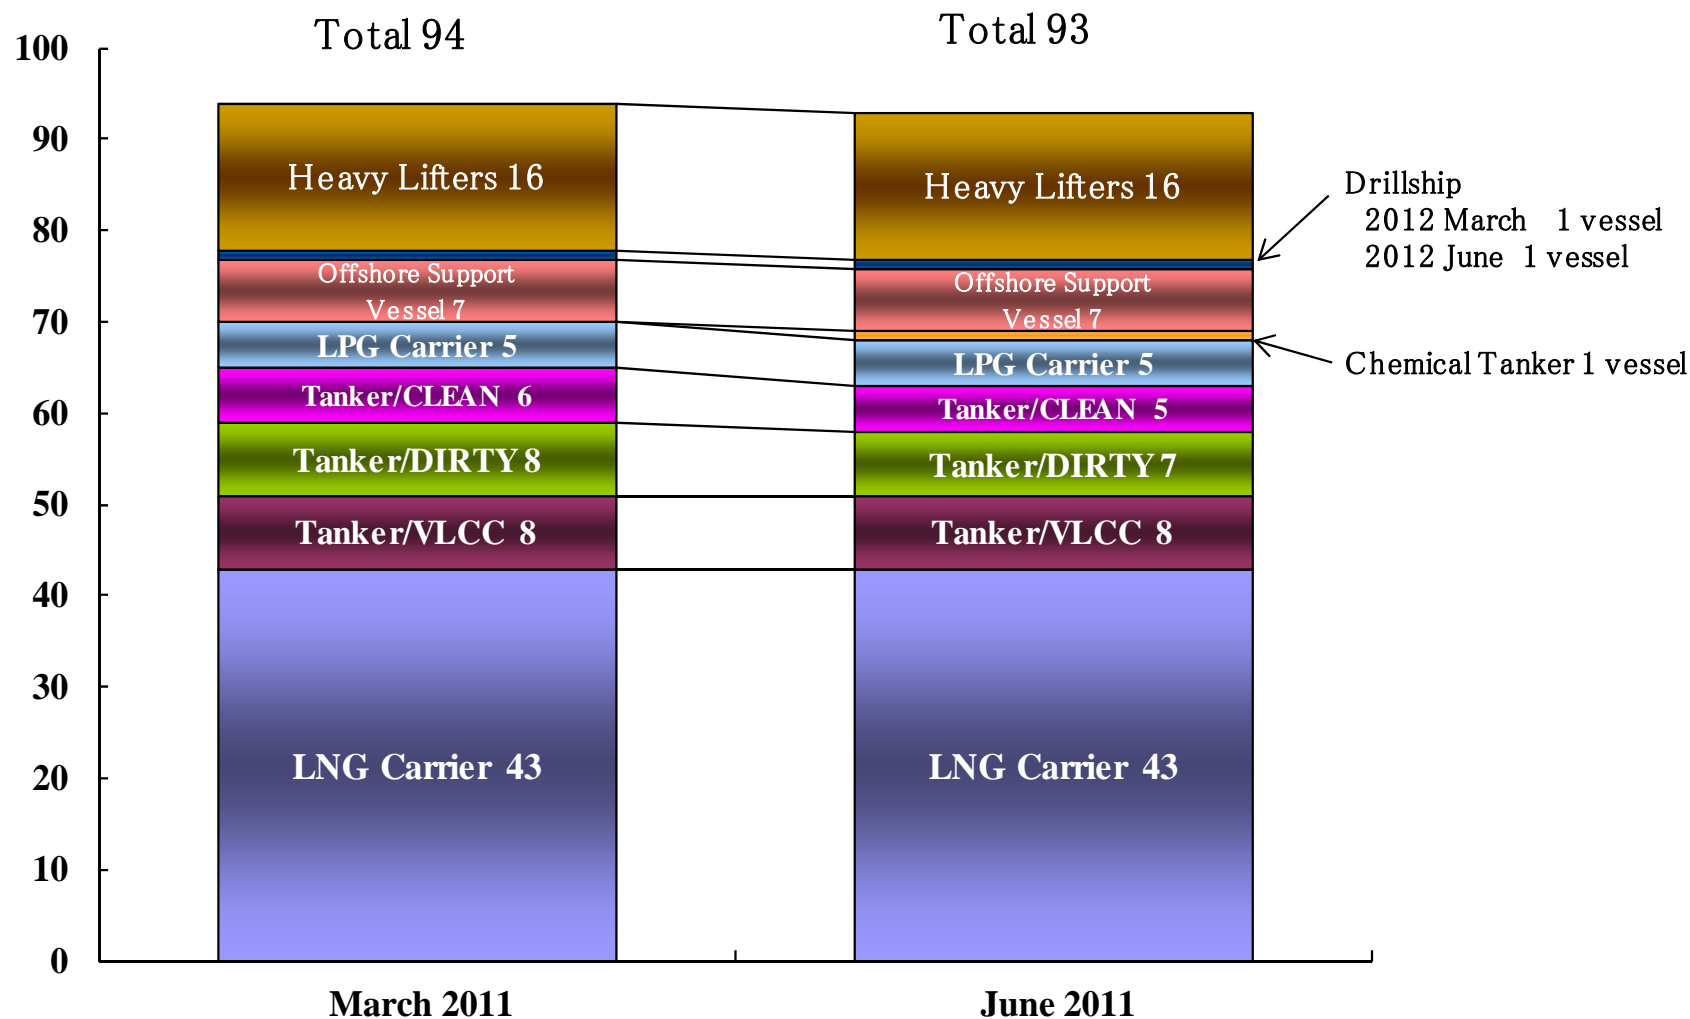 Total 94
Total 93
100
90
80
70
60
50
40
30
20
10
0
Heavy Lifters 16
Offshore Support
Vessel 7
LPG Carrier 5
Tanker/CLEAN 6
Tanker/DIRTY 8
Tanker/VLCC 8
LNG Carrier 43
Heavy Lifters 16
Offshore Support
Vessel 7
LPG Carrier 5
Tanker/CLEAN 5
Tanker/DIRTY 7
Tanker/VLCC 8
LNG Carrier 43
Drillship
2012 March 1 vessel
2012 June 1 vessel
Chemical Tanker 1 vessel
March 2011
June 2011